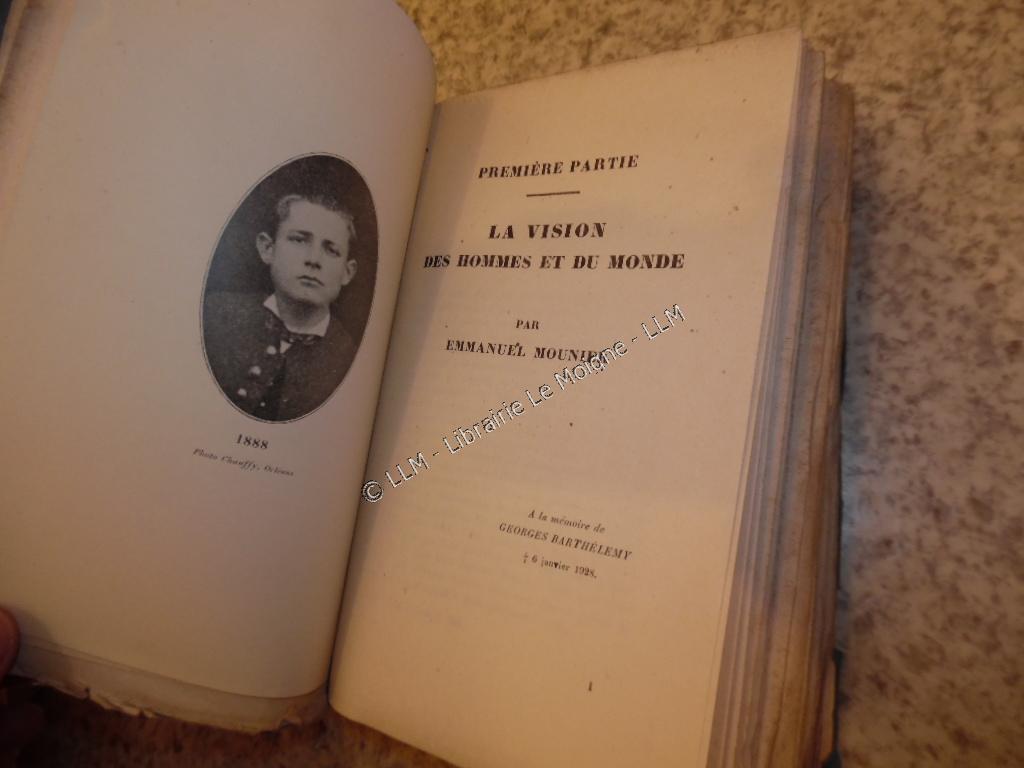 1888
Photo Chauffy, Orléans
PREMIÈRE PARTIE
LA VISION
DES HOMMES ET DU MONDE
PAR
EMMANUEL MOUNIER
© LLM - Librairie Le Moigne - LLM
A la mémoire de
GEORGES BARTHÉLEMY
† 6 janvier 1928.
1